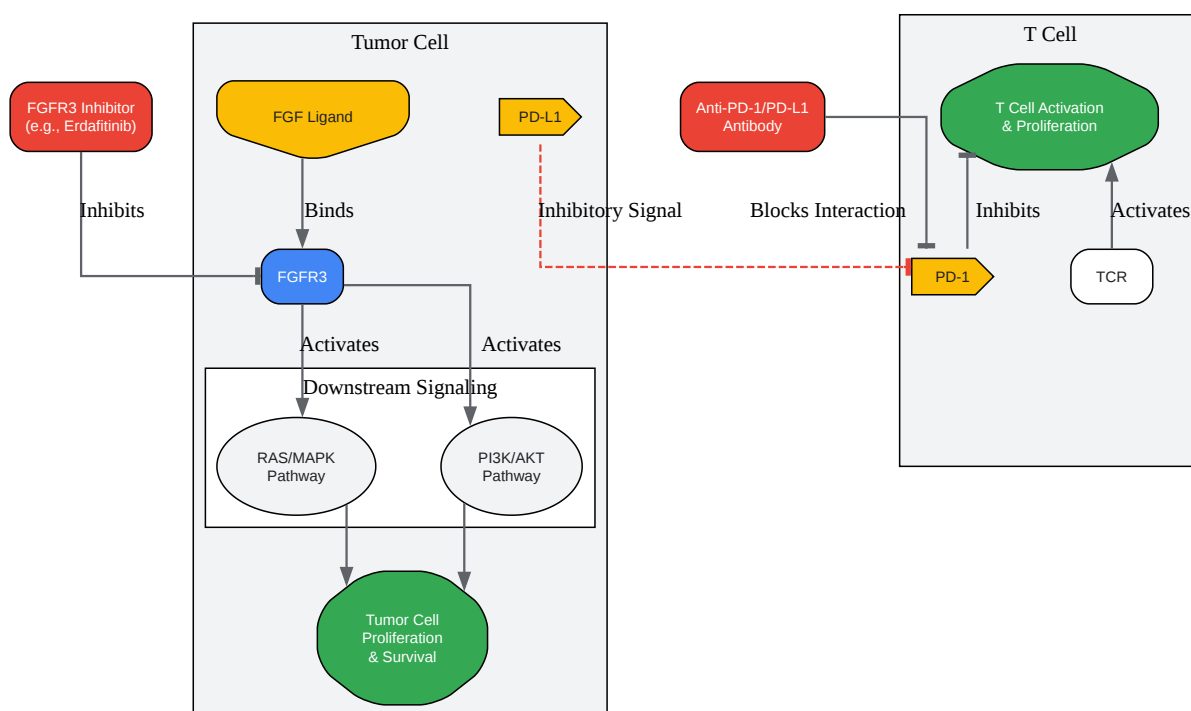 Tumor Cell
T Cell
FGFR3 Inhibitor
(e.g., Erdafitinib)
FGF Ligand
PD-L1
Anti-PD-1/PD-L1
Antibody
T Cell Activation
& Proliferation
Inhibits
Binds
Inhibitory Signal
Blocks Interaction
Inhibits
Activates
FGFR3
PD-1
TCR
Activates
Activates
Downstream Signaling
RAS/MAPK
Pathway
PI3K/AKT
Pathway
Tumor Cell
Proliferation
& Survival